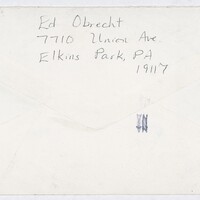 Ed Obrecht
7710 Union Ave
Elkins Park, PA
19117